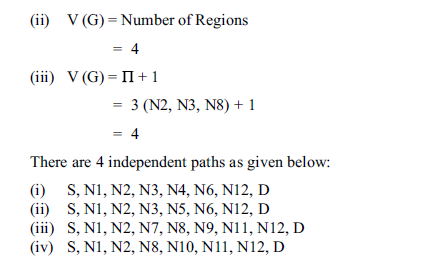 (ii) V (G) = Number of Regions
= 4
(iii) V (G) = Π + 1
= 3 (N2, N3, N8) + 1
= 4
There are 4 independent paths as given below:
(i) S, N1, N2, N3, N4, N6, N12, D
(ii) S, N1, N2, N3, N5, N6, N12, D
(iii) S, N1, N2, N7, N8, N9, N11, N12, D
(iv) S, N1, N2, N8, N10, N11, N12, D